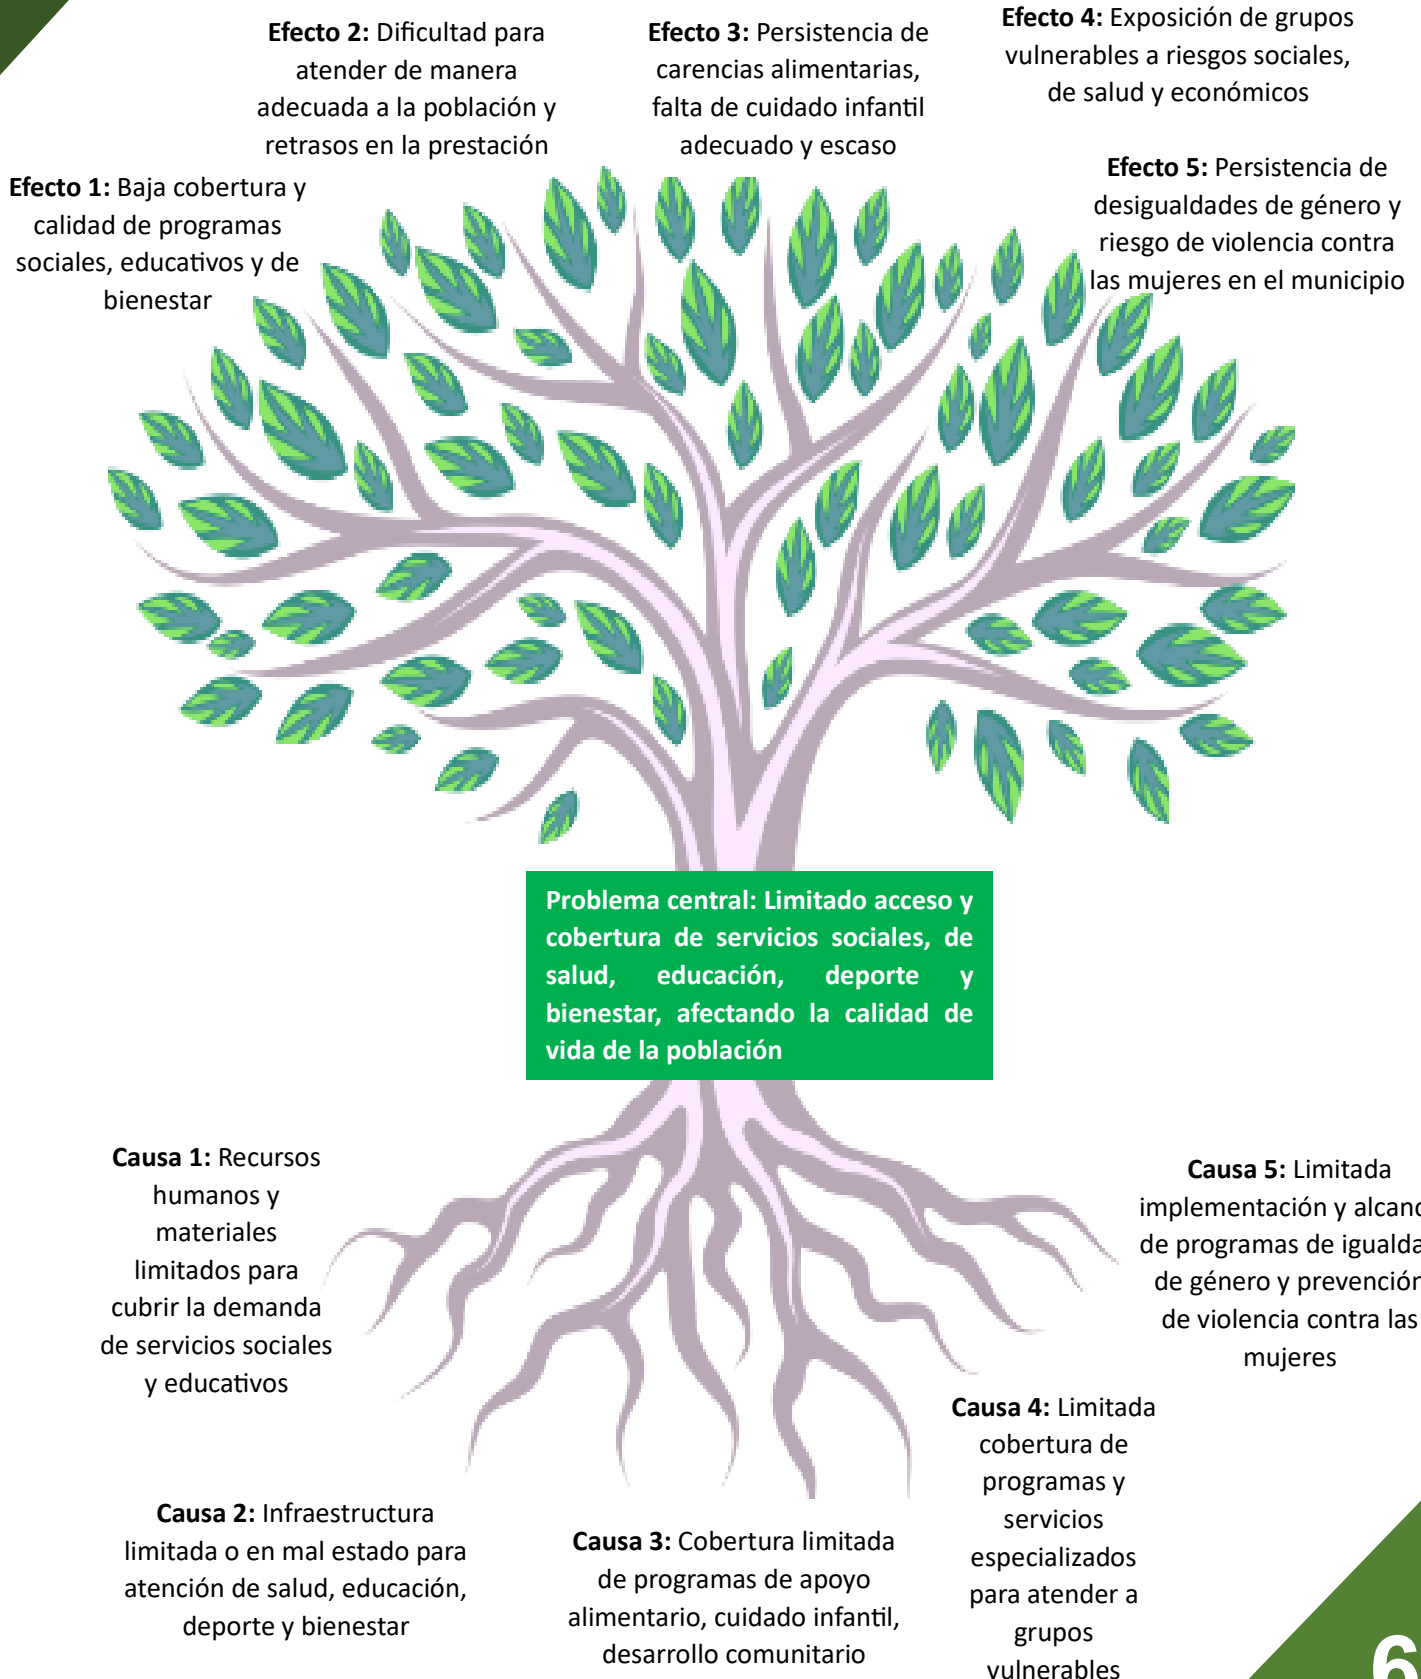 Efecto 1: Baja cobertura y
calidad de programas
sociales, educativos y de
bienestar
Efecto 2: Dificultad para
atender de manera
adecuada a la población y
retrasos en la prestación
Efecto 3: Persistencia de
carencias alimentarias,
falta de cuidado infantil
adecuado y escaso
Efecto 4: Exposición de grupos
vulnerables a riesgos sociales,
de salud y económicos
Efecto 5: Persistencia de
desigualdades de género y
riesgo de violencia contra
las mujeres en el municipio
Problema central: Limitado acceso y
cobertura de servicios sociales, de
salud, educación, deporte y
bienestar, afectando la calidad de
vida de la población
Causa 1: Recursos
humanos y
materiales
limitados para
cubrir la demanda
de servicios sociales
y educativos
Causa 2: Infraestructura
limitada o en mal estado para
atención de salud, educación,
deporte y bienestar
Causa 3: Cobertura limitada
de programas de apoyo
alimentario, cuidado infantil,
desarrollo comunitario
Causa 4: Limitada
cobertura de
programas y
servicios
especializados
para atender a
grupos
vulnerables
Causa 5: Limitada
implementación y alcanc
de programas de igualda
de género y prevención
de violencia contra las
mujeres
6